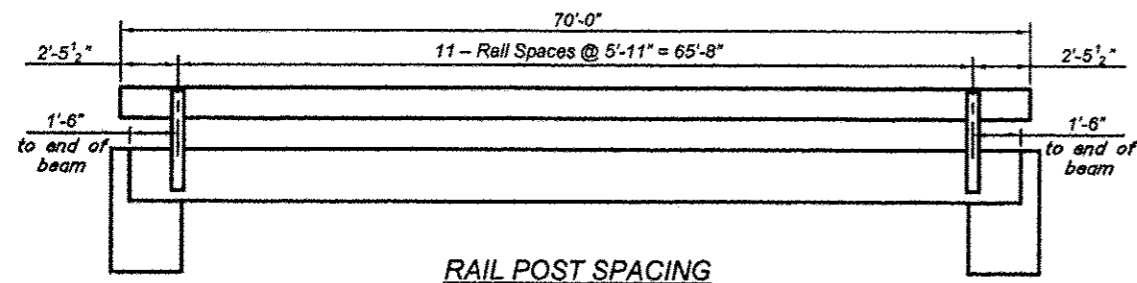 70'-0"
2'-5½" 11 – Rail Spaces @ 5'-11" = 65'-8" 2'-5½"
1'-6" 1'-6"
to end of to end of
beam beam
RAIL POST SPACING